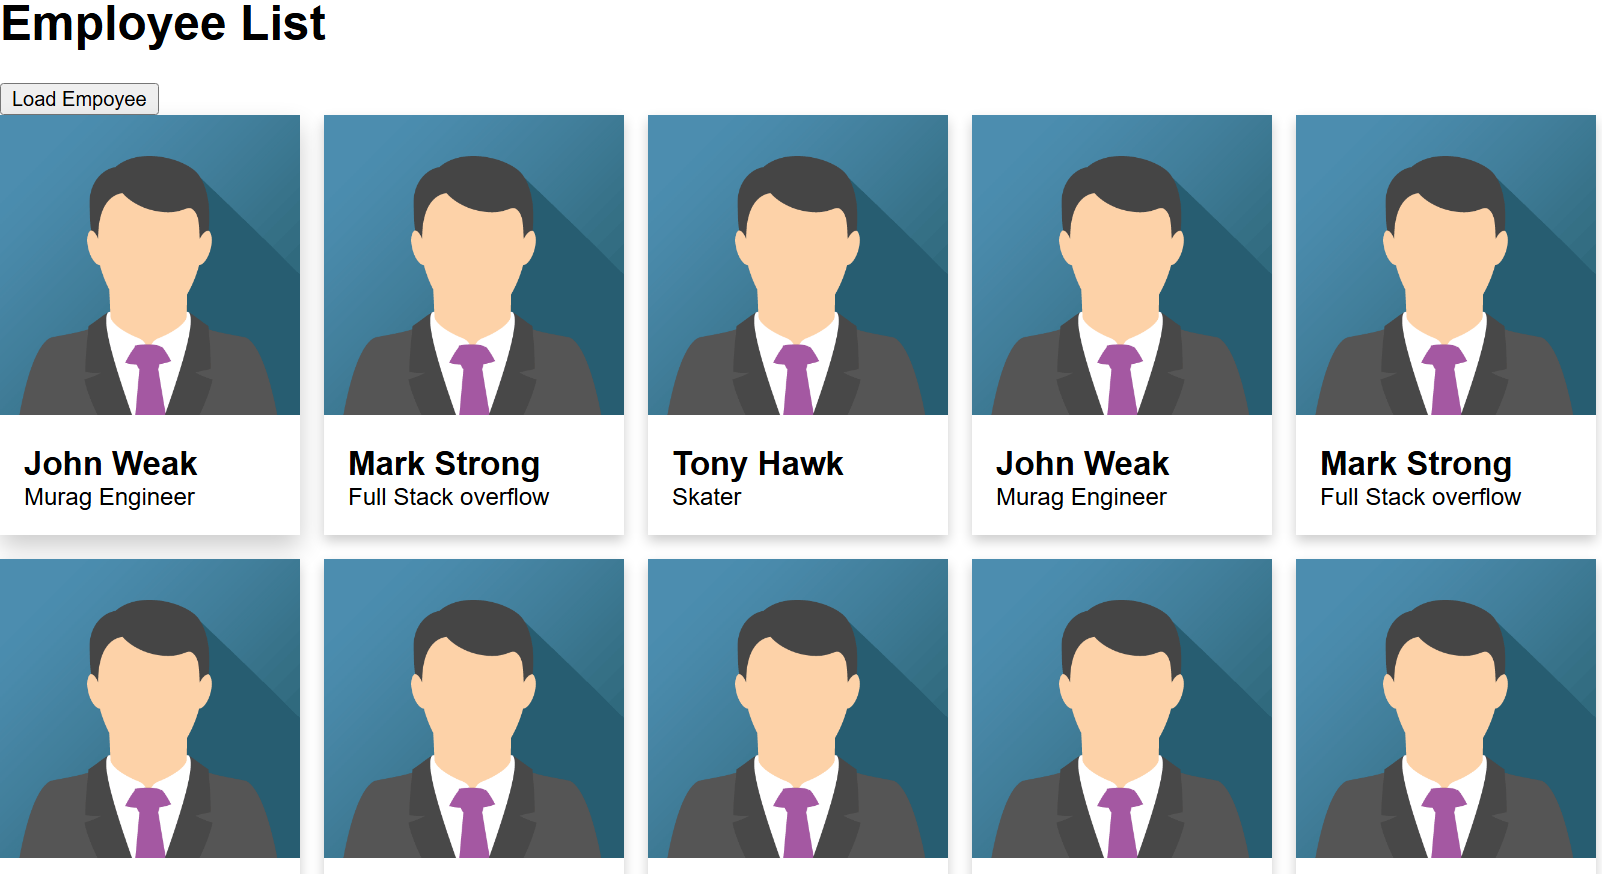 Employee List
Load Empoyee
John Weak
Murag Engineer
Mark Strong
Full Stack overflow
Tony Hawk
Skater
John Weak
Murag Engineer
Mark Strong
Full Stack overflow